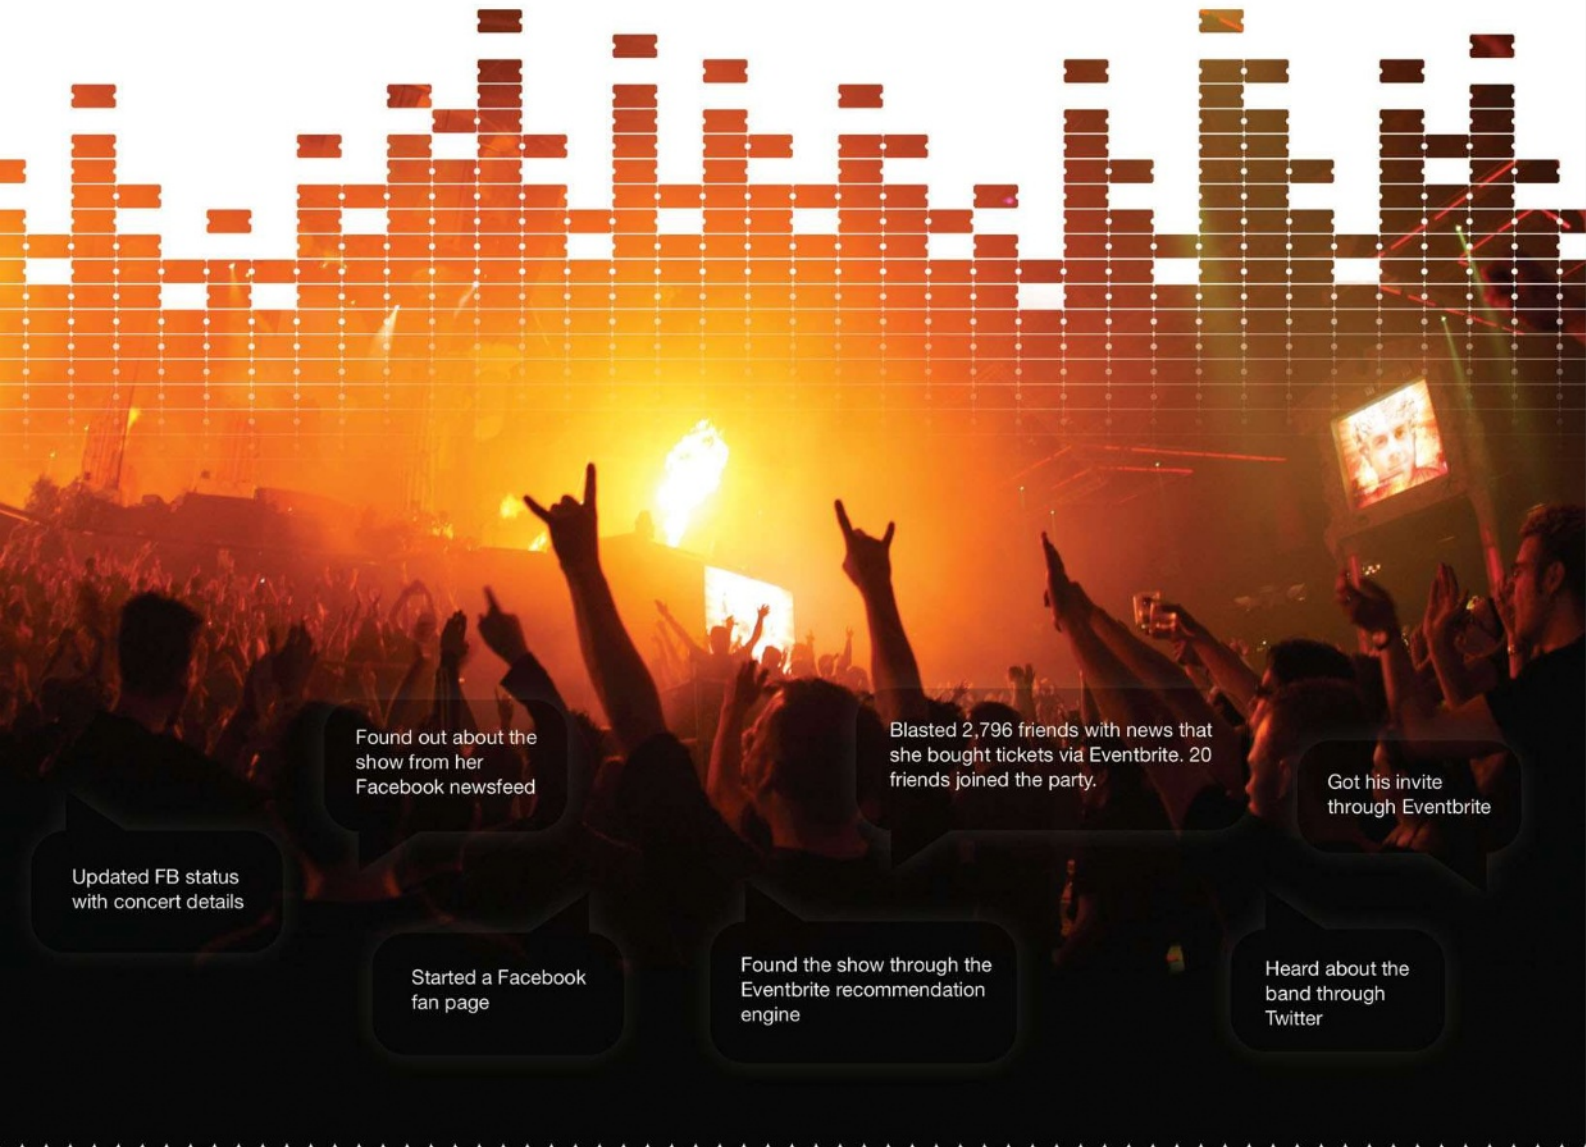 Found out about the
show from her
Facebook newsfeed
Blasted 2,796 friends with news that
she bought tickets via Eventbrite. 20
friends joined the party.
Got his invite
through Eventbrite
Updated FB status
with concert details
Started a Facebook
fan page
Found the show through the
Eventbrite recommendation
engine
Heard about the
band through
Twitter